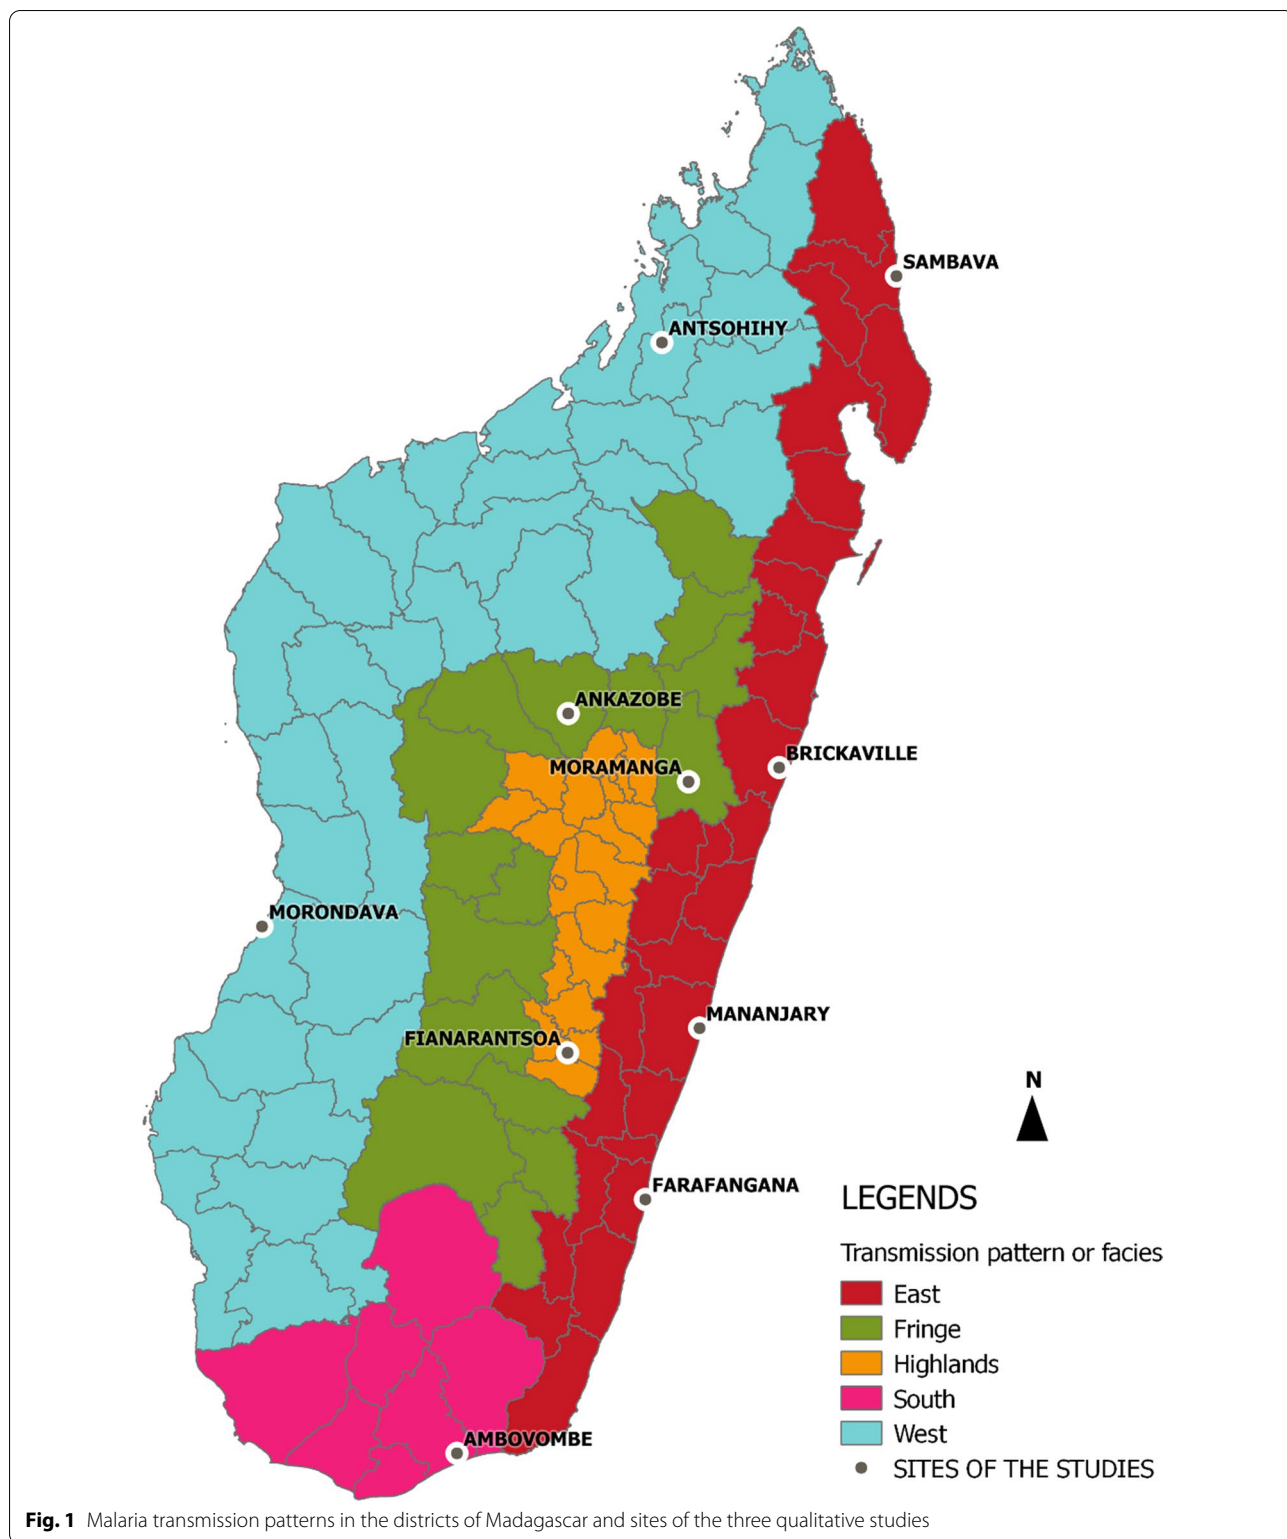 SAMBAVA
ANTSOHIHY
ANKAZOBE
MORAMANGA
BRICKAVILLE
MORONDAVA
MANANJARY
FIANARANTSOA
N
FARAFANGANA
LEGENDS
Transmission pattern or facies
East
Fringe
Highlands
South
West
AMBOVOMBE
SITES OF THE STUDIES
Fig. 1 Malaria transmission patterns in the districts of Madagascar and sites of the three qualitative studies